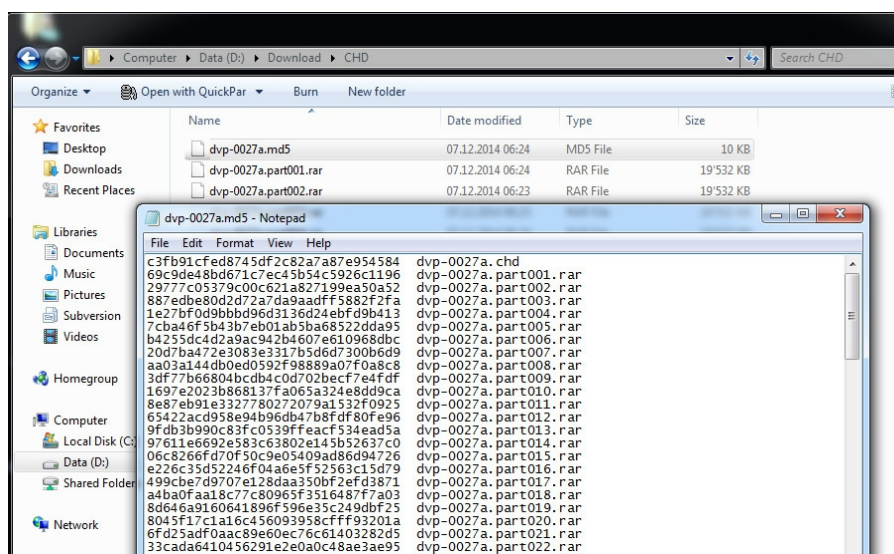 Computer ▸ Data (D:) ▸ Download ▸ CHD
Search CHD
Organize
Open with QuickPar
Burn
New folder
Name
Date modified
Type
Size
Favorites
Desktop
Downloads
Recent Places
Libraries
Documents
Music
Pictures
Subversion
Videos
Homegroup
Computer
Local Disk (C:)
Data (D:)
Shared Folder
Network
dvp-0027a.md5 07.12.2014 06:24 MD5 File 10 KB
dvp-0027a.part001.rar 07.12.2014 06:24 RAR File 19'532 KB
dvp-0027a.part002.rar 07.12.2014 06:23 RAR File 19'532 KB
dvp-0027a.md5 - Notepad
File Edit Format View Help
c3fb91cfed8745df2c82a7a87e954584 dvp-0027a.chd
69c9de48bd671c7ec45b54c5926c1196 dvp-0027a.part001.rar
29777c05379c00c621a827199ea50a52 dvp-0027a.part002.rar
887edbe80d2d72a7da9aadff5882f2fa dvp-0027a.part003.rar
1e27bf0d9bbbd96d3136d24ebfd9b413 dvp-0027a.part004.rar
7cba46f5b43b7eb01ab5ba68522dda95 dvp-0027a.part005.rar
b4255dc4d2a9ac942b4607e610968dbc dvp-0027a.part006.rar
20d7ba472e3083e3317b5d6d7300b6d9 dvp-0027a.part007.rar
aa03a144db0ed0592f98889a07f0a8c8 dvp-0027a.part008.rar
3df77b66804bcdb4c0d702becf7e4fdf dvp-0027a.part009.rar
1697e2023b868137fa065a324e8dd9ca dvp-0027a.part010.rar
8e87eb91e3327780272079a1532f0925 dvp-0027a.part011.rar
65422acd958e94b96db47b8fdf80fe96 dvp-0027a.part012.rar
9fdb3b990c83fc0539ffeacf534ead5a dvp-0027a.part013.rar
97611e6692e583c63802e145b52637c0 dvp-0027a.part014.rar
06c8266fd70f50c9e05409ad86d94726 dvp-0027a.part015.rar
e226c35d52246f04a6e5f52563c15d79 dvp-0027a.part016.rar
499cbe7d9707e128daa350bf2efd3871 dvp-0027a.part017.rar
a4ba0faa18c77c80965f3516487f7a03 dvp-0027a.part018.rar
8d646a9160641896f596e35c249dbf25 dvp-0027a.part019.rar
8045f17c1a16c456093958cfff93201a dvp-0027a.part020.rar
6fd25adf0aac89e60ec76c61403282d5 dvp-0027a.part021.rar
33cada6410456291e2e0a0c48ae3ae95 dvp-0027a.part022.rar